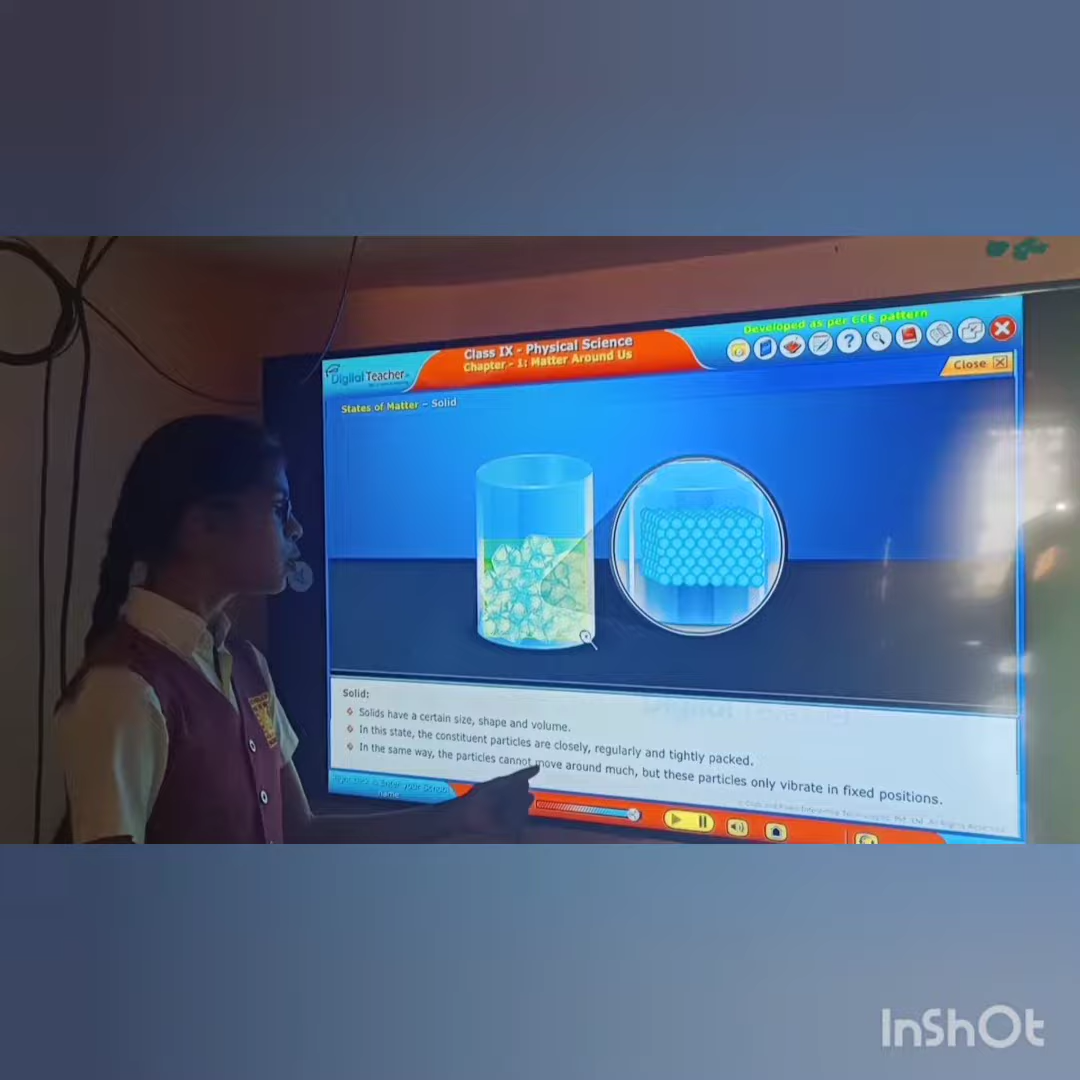 Developed as per CCE pattern
Class IX - Physical Science
Chapter - 1: Matter Around Us
Digital Teacher
Close
States of Matter - Solid
Solid:
Solids have a certain size, shape and volume.
In this state, the constituent particles are closely, regularly and tightly packed.
In the same way, the particles cannot move around much, but these particles only vibrate in fixed positions.
InShOt